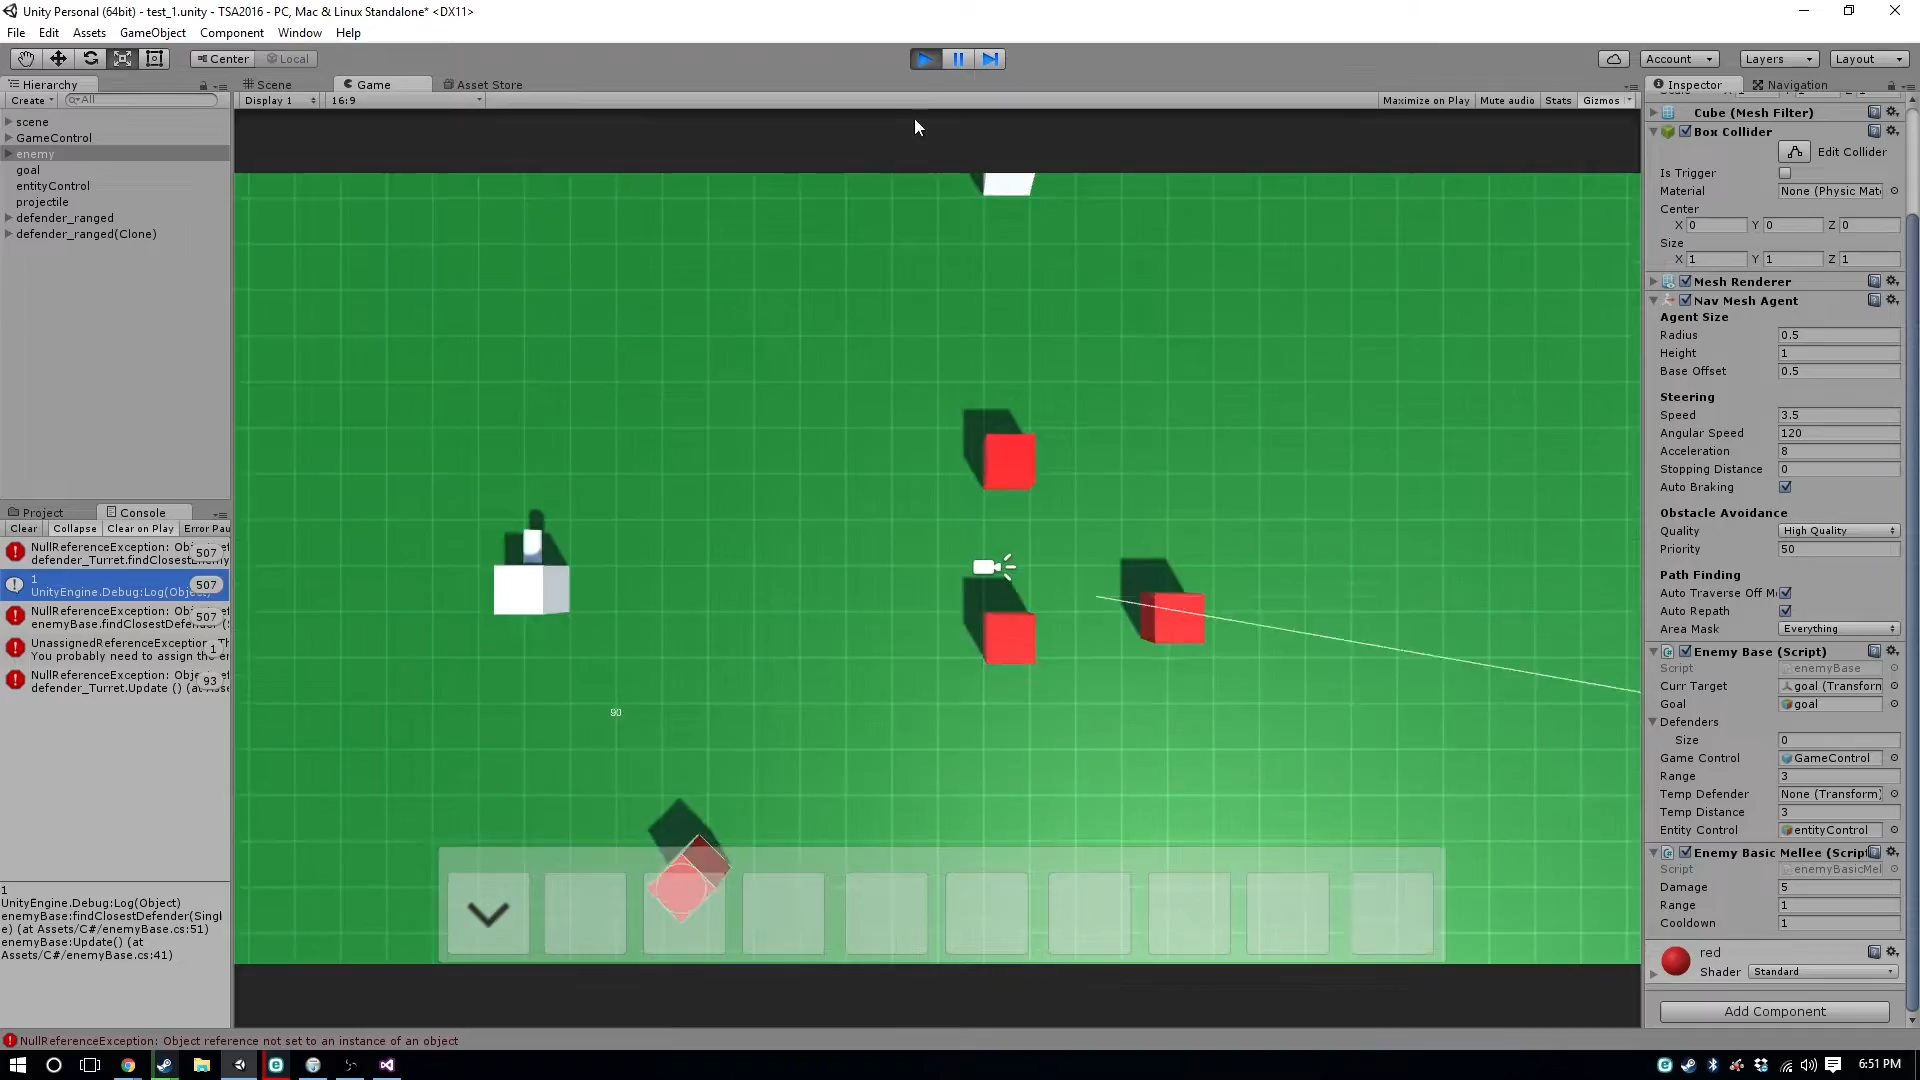 Unity Personal (64bit) - test_1.unity - TSA2016 - PC, Mac & Linux Standalone* <DX11>
File Edit Assets GameObject Component Window Help
Center Local Account Layers Layout
Hierarchy Scene Game Asset Store Inspector Navigation
Create All Display 1 16:9 Maximize on Play Mute audio Stats Gizmos
scene
GameControl
enemy
goal
entityControl
projectile
defender_ranged
defender_ranged(Clone)
Cube (Mesh Filter)
Box Collider
Edit Collider
Is Trigger
Material None (Physic Mat
Center
X 0 Y 0 Z 0
Size
X 1 Y 1 Z 1
Mesh Renderer
Nav Mesh Agent
Agent Size
Radius 0.5
Height 1
Base Offset 0.5
Steering
Speed 3.5
Angular Speed 120
Acceleration 8
Stopping Distance 0
Auto Braking
Obstacle Avoidance
Quality High Quality
Priority 50
Path Finding
Auto Traverse Off M
Auto Repath
Area Mask Everything
Enemy Base (Script)
Script enemyBase
Curr Target goal (Transform
Goal goal
Defenders
Size 0
Game Control GameControl
Range 3
Temp Defender None (Transform)
Temp Distance 3
Entity Control entityControl
Enemy Basic Mellee (Script
Script enemyBasicMel
Damage 5
Range 1
Cooldown 1
red
Shader Standard
Add Component
90
Project Console
Clear Collapse Clear on Play Error Pau
NullReferenceException: Obj
defender_Turret.findClosestEnemy
507
1
UnityEngine.Debug:Log(Object)
507
NullReferenceException: Obj
enemyBase.findClosestDefender (S
507
UnassignedReferenceException: Th
You probably need to assign the
1
NullReferenceException: Obj
defender_Turret.Update () (at
93
1
UnityEngine.Debug:Log(Object)
enemyBase:findClosestDefender(Singl
e) (at Assets/C#/enemyBase.cs:51)
enemyBase:Update() (at
Assets/C#/enemyBase.cs:41)
NullReferenceException: Object reference not set to an instance of an object
6:51 PM